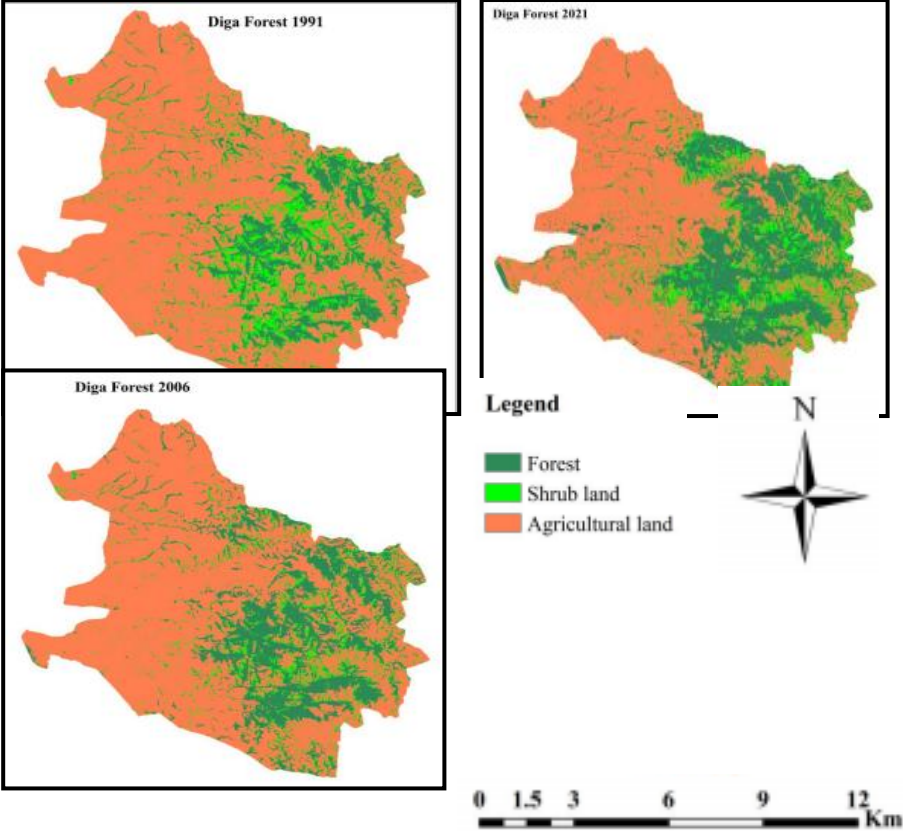 Diga Forest 1991
Diga Forest 2021
Diga Forest 2006
Legend
Forest
Shrub land
Agricultural land
N
0 1.5 3 6 9 12
Km